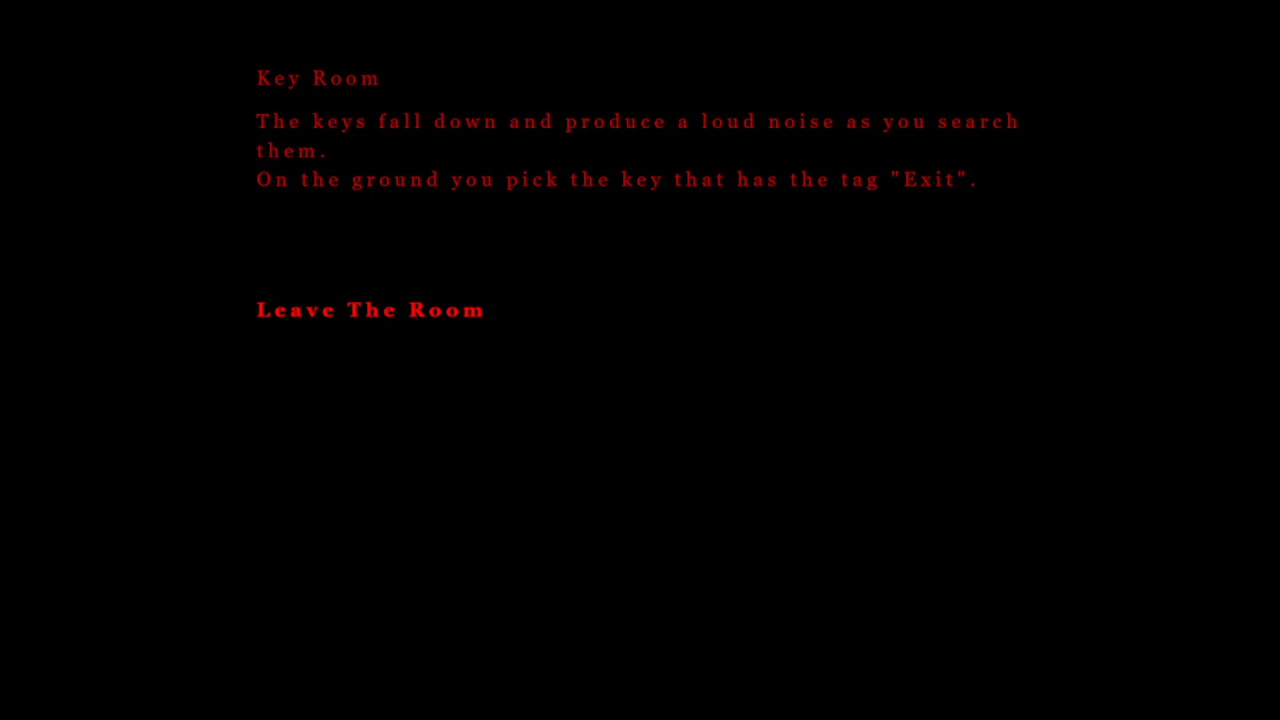 Key Room
The keys fall down and produce a loud noise as you search
them.
On the ground you pick the key that has the tag "Exit".
Leave The Room